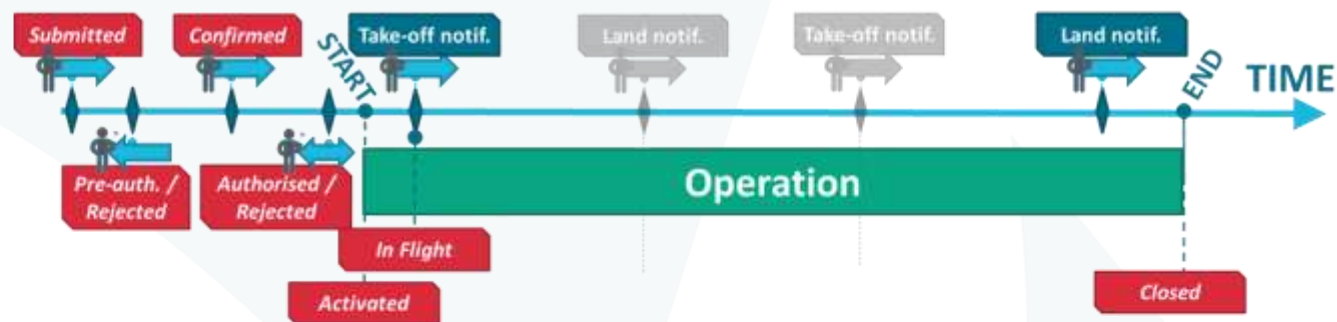 Submitted
Confirmed
START
Take-off notif.
Land notif.
Take-off notif.
Land notif.
END
TIME
Pre-auth. /
Rejected
Authorised /
Rejected
Operation
In Flight
Activated
Closed